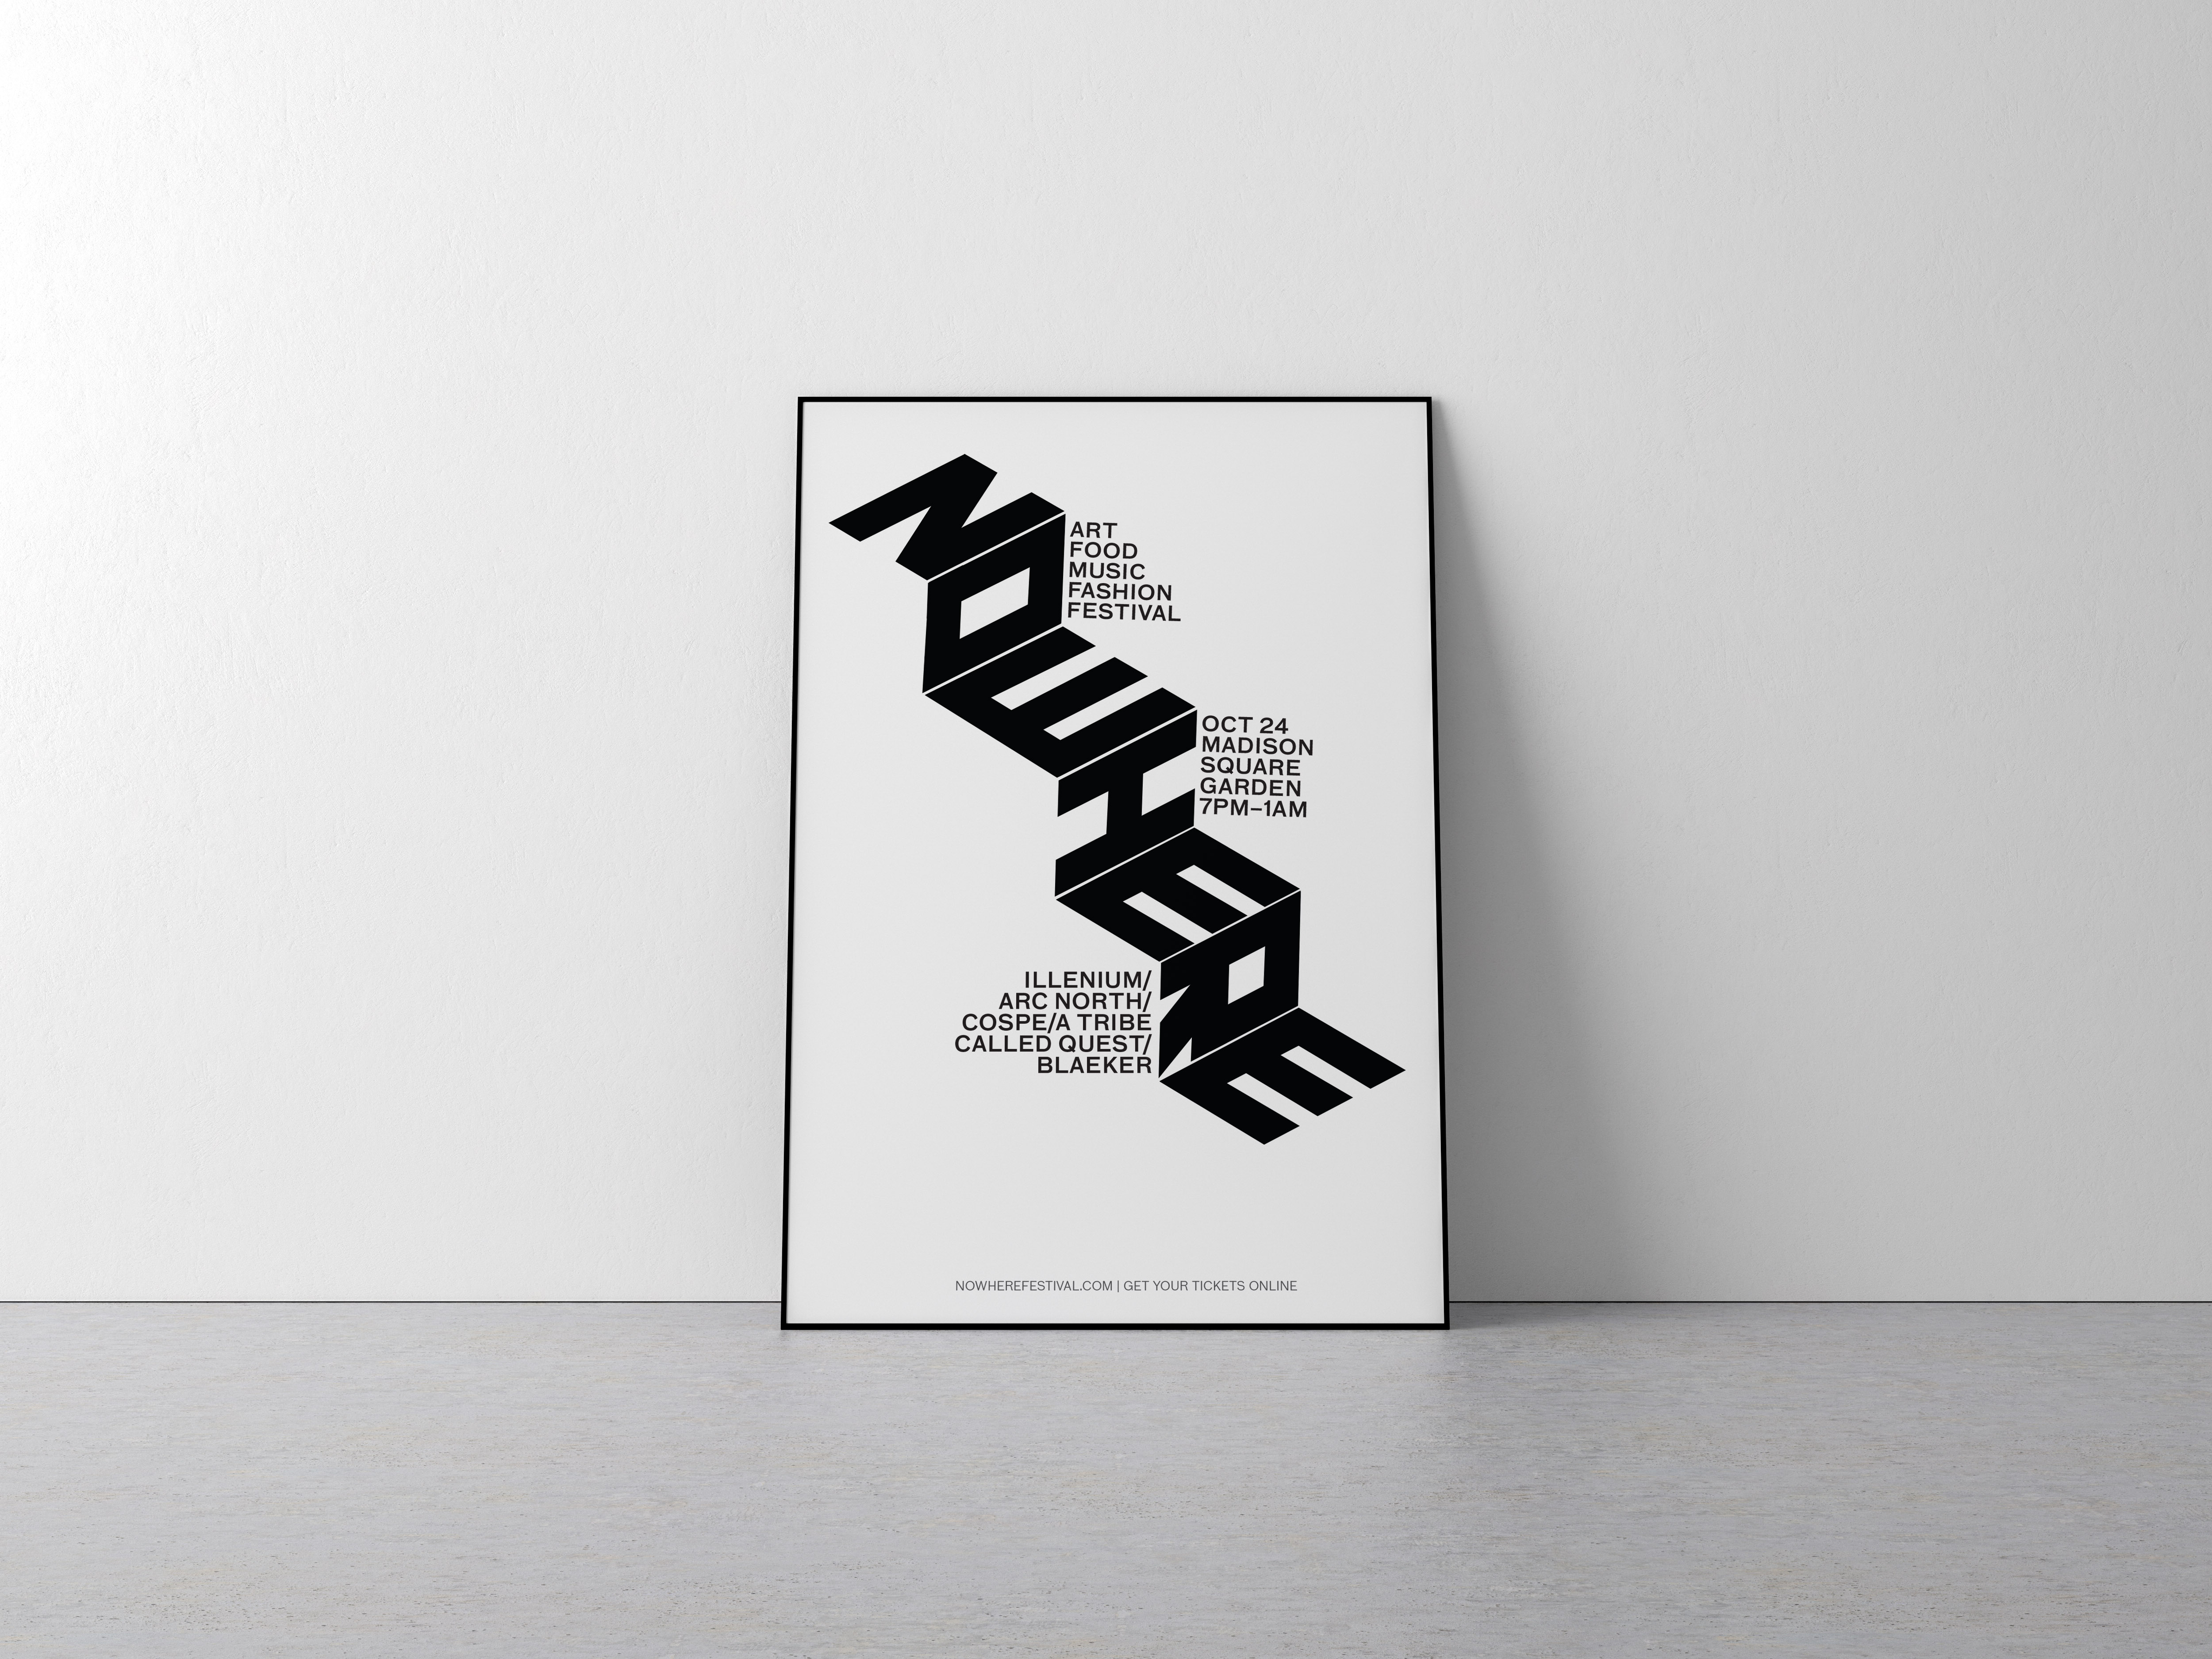 NOWHERE
ART
FOOD
MUSIC
FASHION
FESTIVAL
OCT 24
MADISON
SQUARE
GARDEN
7PM–1AM
ILLENIUM/
ARC NORTH/
COSPE/A TRIBE
CALLED QUEST/
BLAEKER
NOWHEREFESTIVAL.COM | GET YOUR TICKETS ONLINE